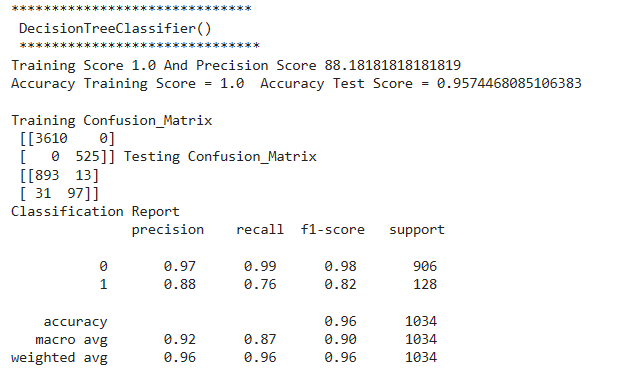 ******************************
DecisionTreeClassifier()
******************************
Training Score 1.0 And Precision Score 88.18181818181819
Accuracy Training Score = 1.0  Accuracy Test Score = 0.9574468085106383

Training Confusion_Matrix
[[3610    0]
[   0  525]] Testing Confusion_Matrix
[[893  13]
[ 31  97]]
Classification Report
               precision    recall  f1-score   support

           0       0.97      0.99      0.98       906
           1       0.88      0.76      0.82       128

    accuracy                           0.96      1034
   macro avg       0.92      0.87      0.90      1034
weighted avg       0.96      0.96      0.96      1034